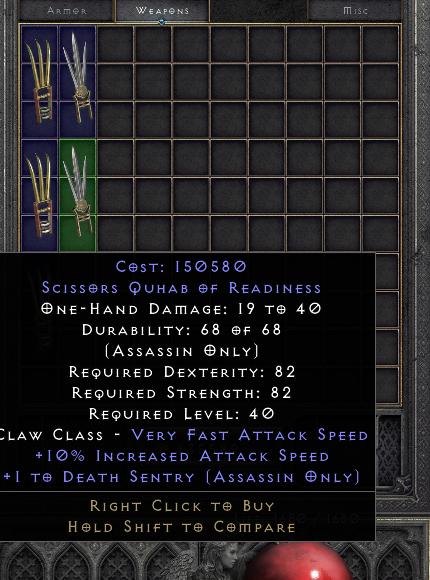 Armor
Weapons
Misc
Cost: 150580
Scissors Quhab of Readiness
One-Hand Damage: 19 to 40
Durability: 68 of 68
(Assassin Only)
Required Dexterity: 82
Required Strength: 82
Required Level: 40
Claw Class - Very Fast Attack Speed
+10% Increased Attack Speed
+1 to Death Sentry (Assassin Only)
Right Click to Buy
Hold Shift to Compare